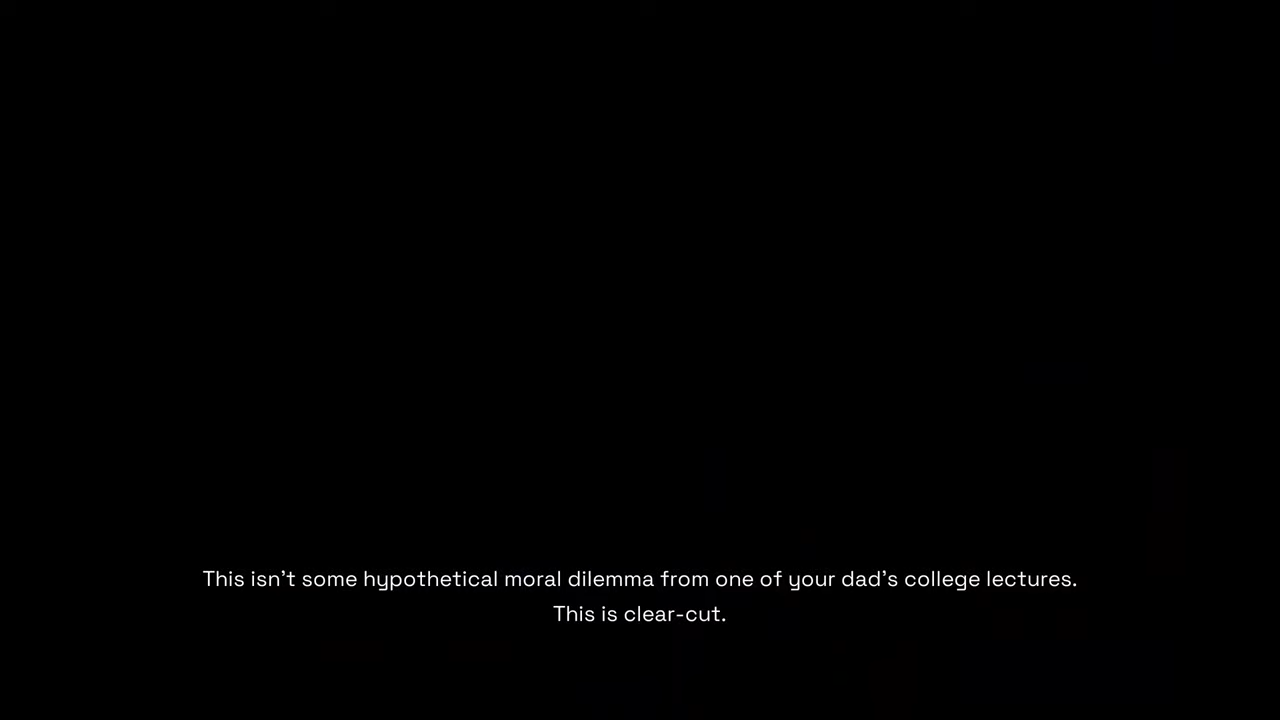 This isn't some hypothetical moral dilemma from one of your dad's college lectures.
This is clear-cut.